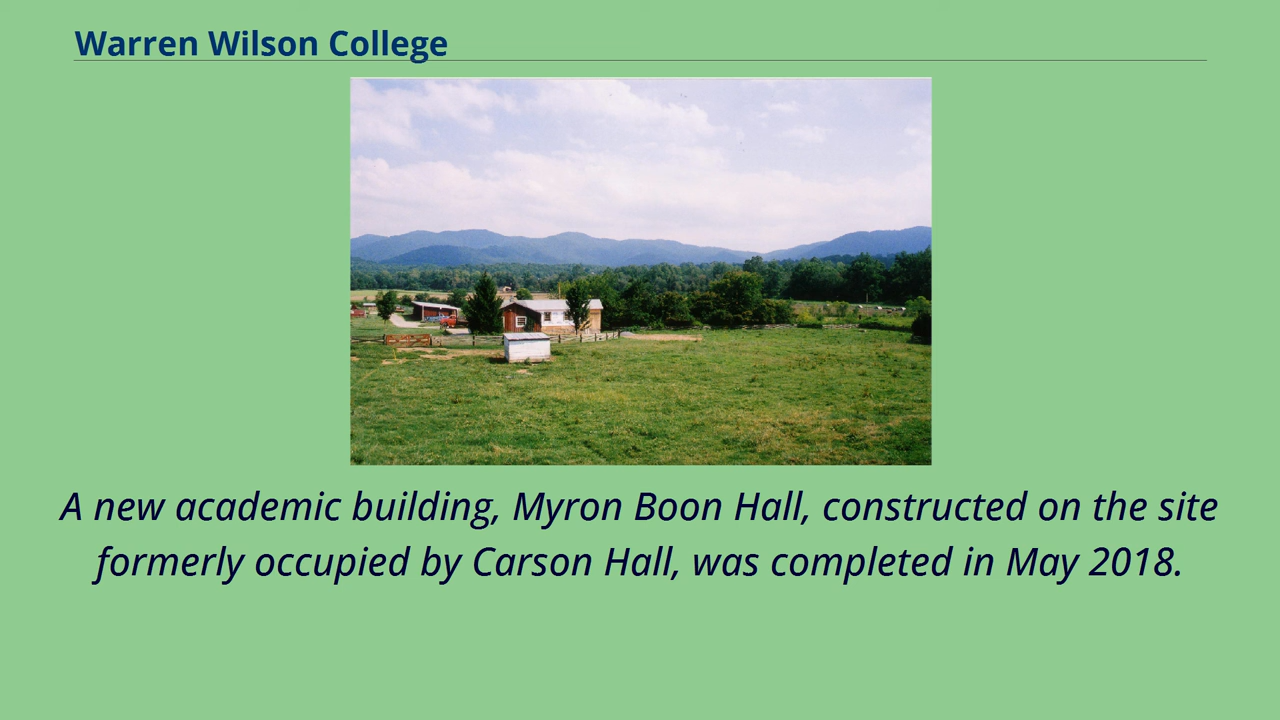 Warren Wilson College
A new academic building, Myron Boon Hall, constructed on the site
formerly occupied by Carson Hall, was completed in May 2018.